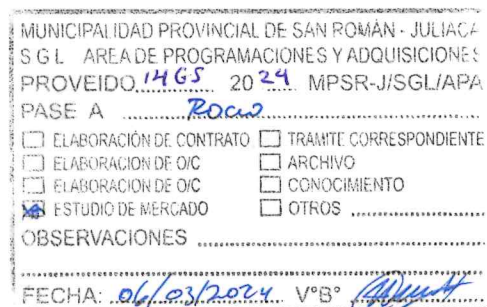 MUNICIPALIDAD PROVINCIAL DE SAN ROMÁN - JULIACA
S G L AREA DE PROGRAMACIONES Y ADQUISICIONES
PROVEIDO 1465 2024 MPSR-J/SGL/APA
PASE A Rocio
ELABORACIÓN DE CONTRATO TRAMITE CORRESPONDIENTE
ELABORACION DE O/C ARCHIVO
ELABORACION DE O/C CONOCIMIENTO
ESTUDIO DE MERCADO OTROS
OBSERVACIONES
FECHA: 06/03/2024 V°B°